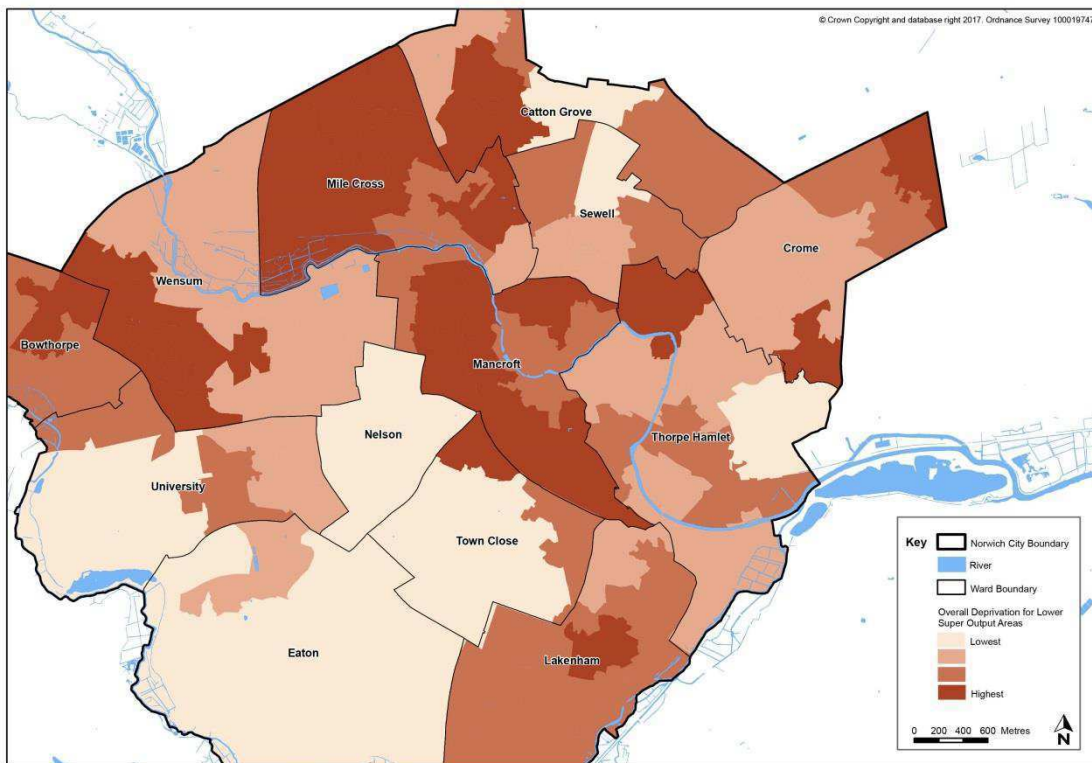 © Crown Copyright and database right 2017. Ordnance Survey 100019747
Catton Grove
Mile Cross
Sewell
Crome
Wensum
Bowthorpe
Mancroft
Nelson
Thorpe Hamlet
University
Town Close
Eaton
Lakenham
Key
Norwich City Boundary
River
Ward Boundary
Overall Deprivation for Lower
Super Output Areas
Lowest
Highest
0 200 400 600 Metres
N